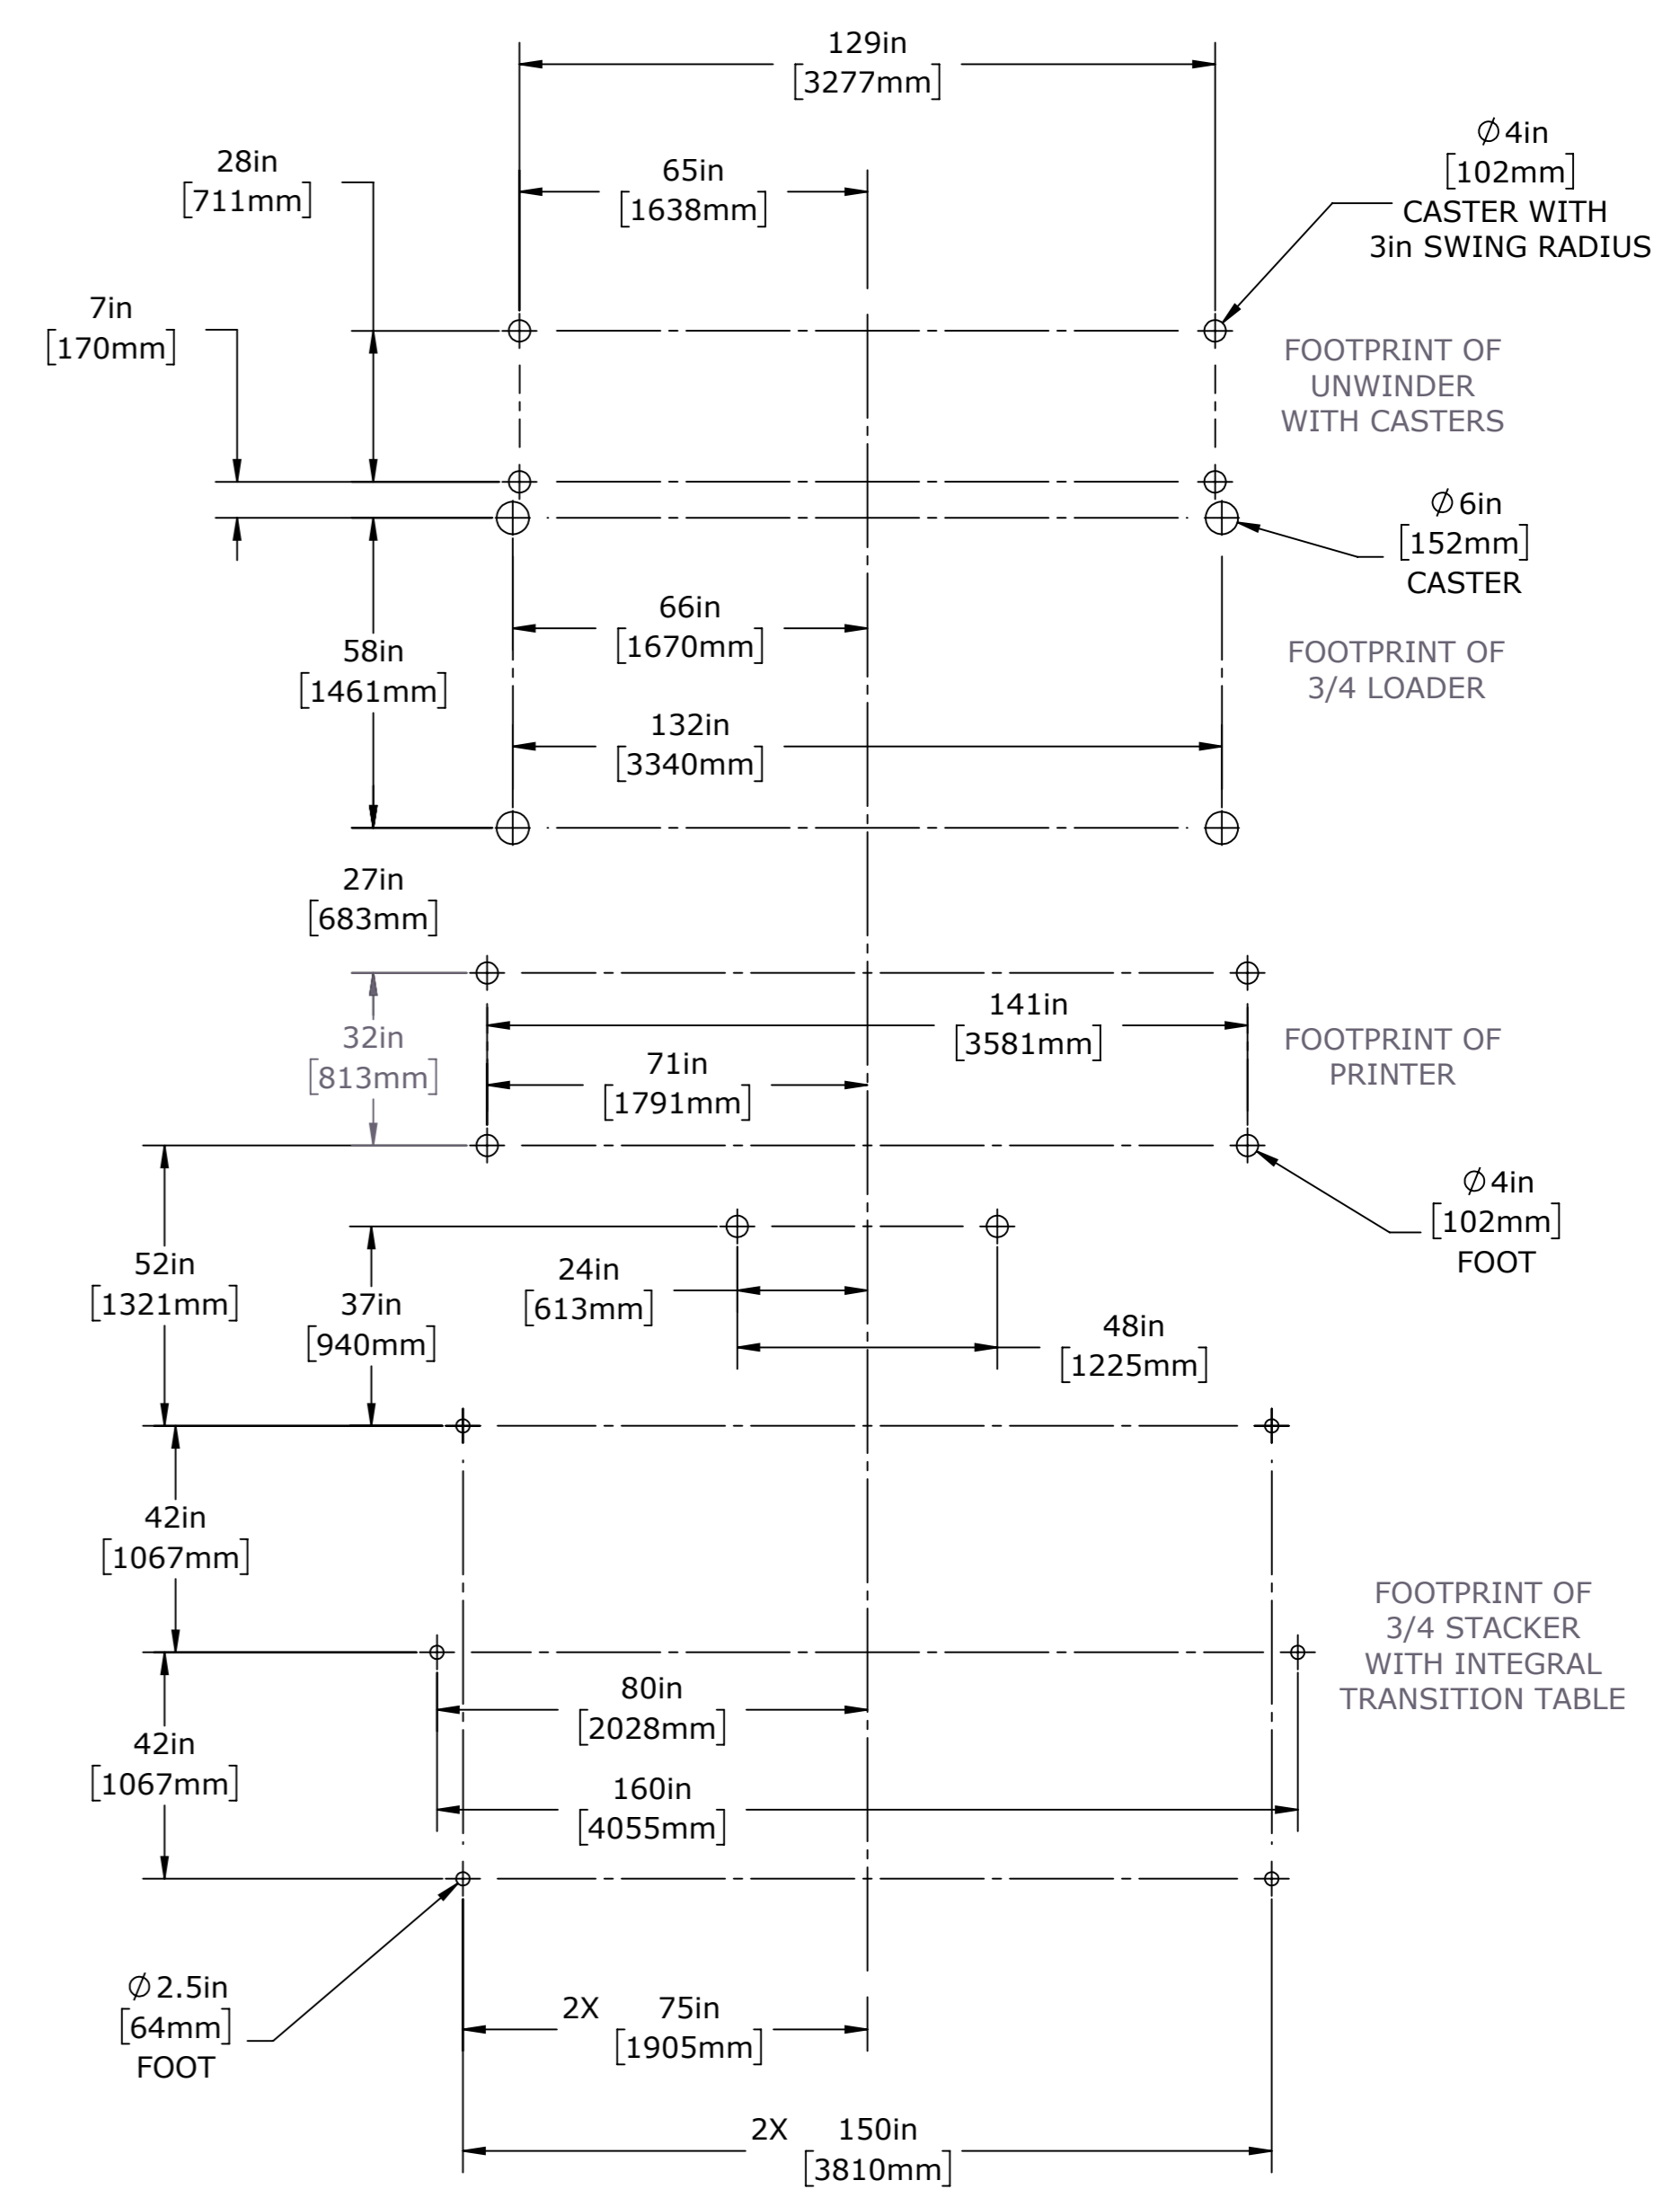 129in
[3277mm]
28in
[711mm]
65in
[1638mm]
∅4in
[102mm]
CASTER WITH
3in SWING RADIUS
7in
[170mm]
FOOTPRINT OF
UNWINDER
WITH CASTERS
∅6in
[152mm]
CASTER
66in
[1670mm]
58in
[1461mm]
FOOTPRINT OF
3/4 LOADER
132in
[3340mm]
27in
[683mm]
141in
[3581mm]
32in
[813mm]
FOOTPRINT OF
PRINTER
71in
[1791mm]
∅4in
[102mm]
FOOT
52in
[1321mm]
24in
[613mm]
37in
[940mm]
48in
[1225mm]
42in
[1067mm]
FOOTPRINT OF
3/4 STACKER
WITH INTEGRAL
TRANSITION TABLE
80in
[2028mm]
42in
[1067mm]
160in
[4055mm]
∅2.5in
[64mm]
FOOT
2X 75in
[1905mm]
2X 150in
[3810mm]